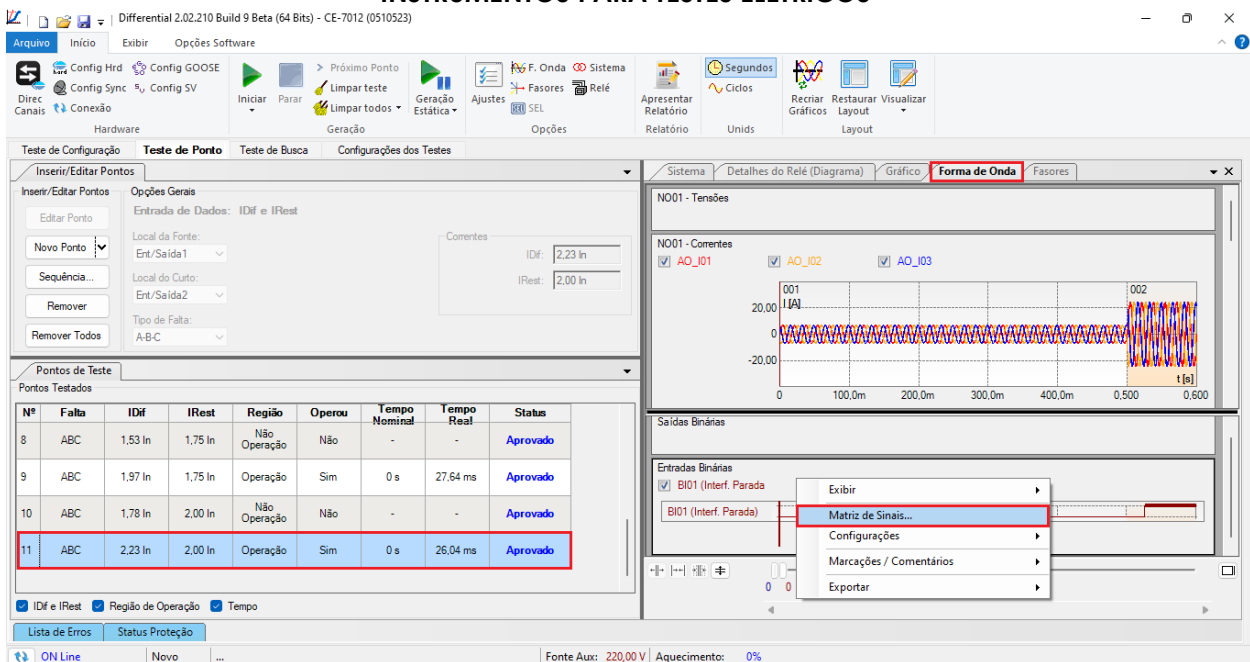 INSTRUMENTOS PARA TESTES ELÉTRICOS
Differential 2.02.210 Build 9 Beta (64 Bits) - CE-7012 (0510523)
Arquivo Início Exibir Opções Software
Direc Canais
Config Hrd Config GOOSE
Config Sync Config SV
Conexão
Hardware
Iniciar Parar
Próximo Ponto
Limpar teste
Limpar todos
Geração Estática
Geração
Ajustes
F. Onda Sistema
Fasores Relé
SEL
Opções
Apresentar Relatório
Relatório
Segundos
Ciclos
Unids
Recriar Gráficos Restaurar Layout Visualizar
Layout
Teste de Configuração Teste de Ponto Teste de Busca Configurações dos Testes
Inserir/Editar Pontos
Inserir/Editar Pontos
Editar Ponto
Novo Ponto
Sequência...
Remover
Remover Todos
Opções Gerais
Entrada de Dados: IDif e IRest
Local da Fonte:
Ent/Saída1
Local do Curto:
Ent/Saída2
Tipo de Falta:
A-B-C
Correntes
IDif: 2,23 In
IRest: 2,00 In
Pontos de Teste
Pontos Testados
Nº Falta IDif IRest Região Operou Tempo Nominal Tempo Real Status
8 ABC 1,53 In 1,75 In Não Operação Não - - Aprovado
9 ABC 1,97 In 1,75 In Operação Sim 0 s 27,64 ms Aprovado
10 ABC 1,78 In 2,00 In Não Operação Não - - Aprovado
11 ABC 2,23 In 2,00 In Operação Sim 0 s 26,04 ms Aprovado
IDif e IRest Região de Operação Tempo
Sistema Detalhes do Relé (Diagrama) Gráfico Forma de Onda Fasores
NO01 - Tensões
NO01 - Correntes
AO_I01 AO_I02 AO_I03
001 002
I [A]
20,00
0
-20,00
t [s]
0 100,0m 200,0m 300,0m 400,0m 0,500 0,600
Saídas Binárias
Entradas Binárias
BI01 (Interf. Parada
BI01 (Interf. Parada)
Exibir
Matriz de Sinais...
Configurações
Marcações / Comentários
Exportar
0 0
Lista de Erros Status Proteção
ON Line Novo ... Fonte Aux: 220,00 V Aquecimento: 0%